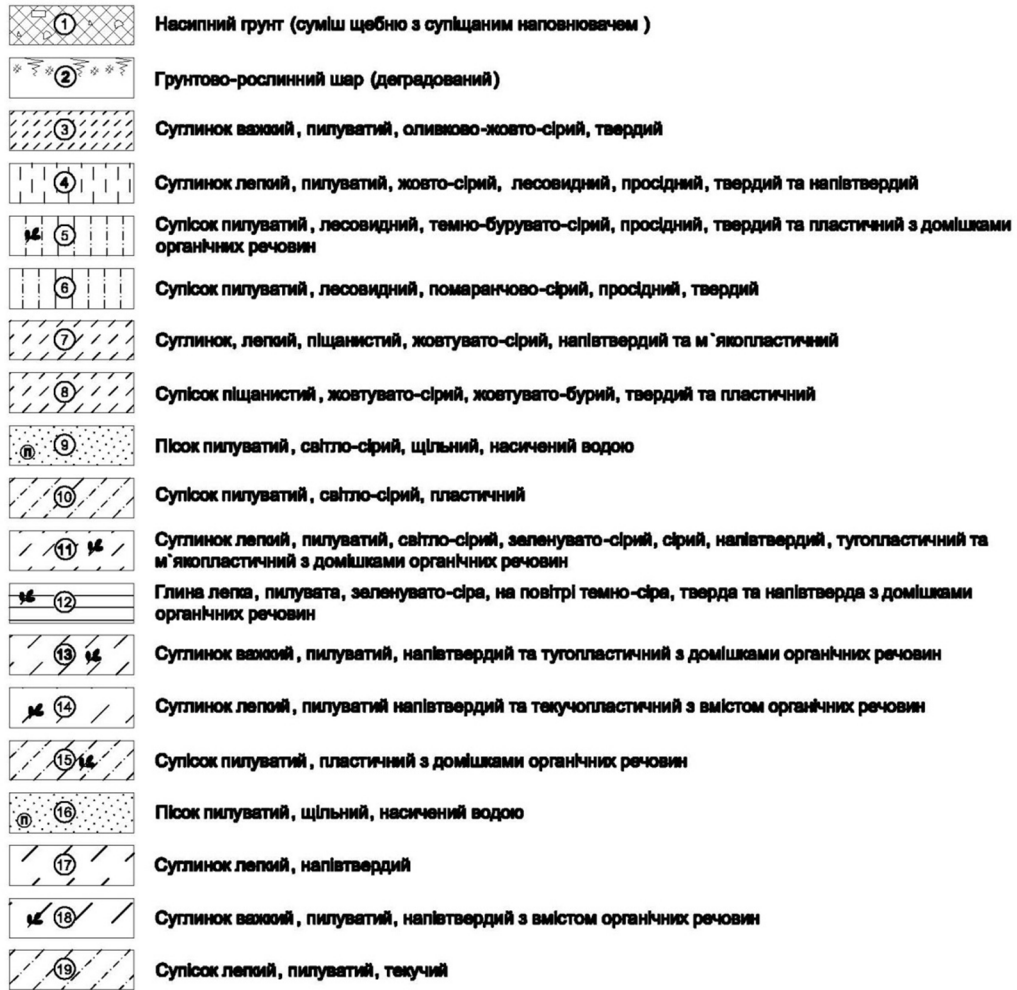 1 Насипний грунт (суміш щебню з супіщаним наповнювачем )
2 Грунтово-рослинний шар (деградований)
3 Суглинок важкий, пилуватий, оливково-жовто-сірий, твердий
4 Суглинок легкий, пилуватий, жовто-сірий, лесовидний, просідний, твердий та напівтвердий
5 Супісок пилуватий, лесовидний, темно-бурувато-сірий, просідний, твердий та пластичний з домішками
органічних речовин
6 Супісок пилуватий, лесовидний, помаранчово-сірий, просідний, твердий
7 Суглинок, легкий, піщанистий, жовтувато-сірий, напівтвердий та м`якопластичний
8 Супісок піщанистий, жовтувато-сірий, жовтувато-бурий, твердий та пластичний
п 9 Пісок пилуватий, світло-сірий, щільний, насичений водою
10 Супісок пилуватий, світло-сірий, пластичний
11 Суглинок легкий, пилуватий, світло-сірий, зеленувато-сірий, сірий, напівтвердий, тугопластичний та
м`якопластичний з домішками органічних речовин
12 Глина легка, пилувата, зеленувато-сіра, на повітрі темно-сіра, тверда та напівтверда з домішками
органічних речовин
13 Суглинок важкий, пилуватий, напівтвердий та тугопластичний з домішками органічних речовин
14 Суглинок легкий, пилуватий напівтвердий та текучопластичний з вмістом органічних речовин
15 Супісок пилуватий, пластичний з домішками органічних речовин
п 16 Пісок пилуватий, щільний, насичений водою
17 Суглинок легкий, напівтвердий
18 Суглинок важкий, пилуватий, напівтвердий з вмістом органічних речовин
19 Супісок легкий, пилуватий, текучий